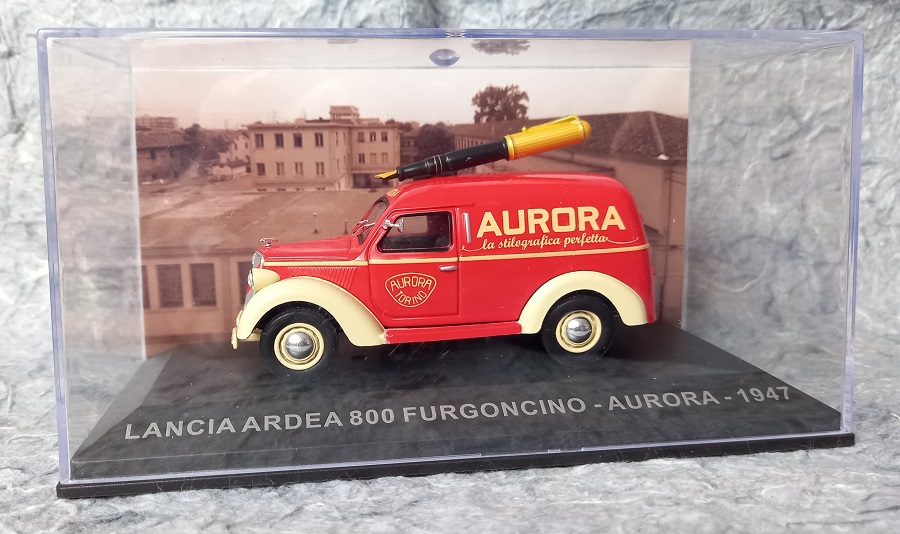 AURORA
la stilografica perfetta
AURORA
TORINO
LANCIA ARDEA 800 FURGONCINO - AURORA - 1947